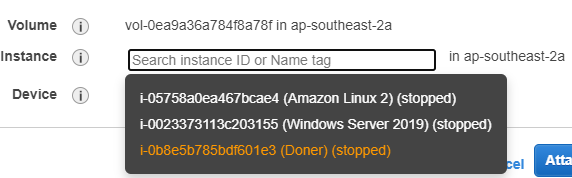 Volume i vol-0ea9a36a784f8a78f in ap-southeast-2a
nstance i Search instance ID or Name tag in ap-southeast-2a
Device i
i-05758a0ea467bcae4 (Amazon Linux 2) (stopped)
i-0023373113c203155 (Windows Server 2019) (stopped)
i-0b8e5b785bdf601e3 (Doner) (stopped)
cel Atta